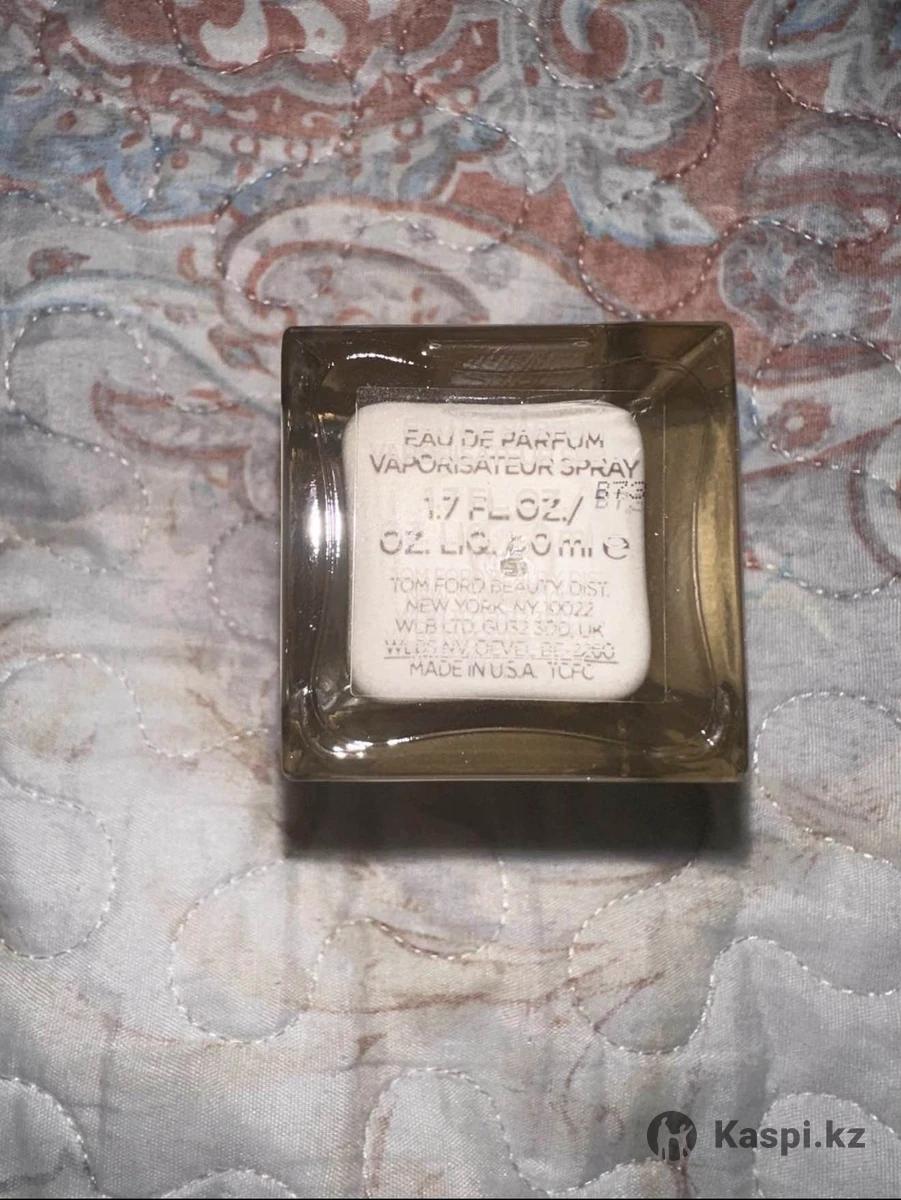 EAU DE PARFUM
VAPORISATEUR SPRAY
B73
1.7 FL. OZ./
OZ. LIQ. 50 ml e
TOM FORD BEAUTY, DIST.
NEW YORK, NY 10022
WLB LTD, GU32 3DD, UK
WLBS NV, OEVEL BE-2260
MADE IN U.S.A. TCFC
Kaspi.kz